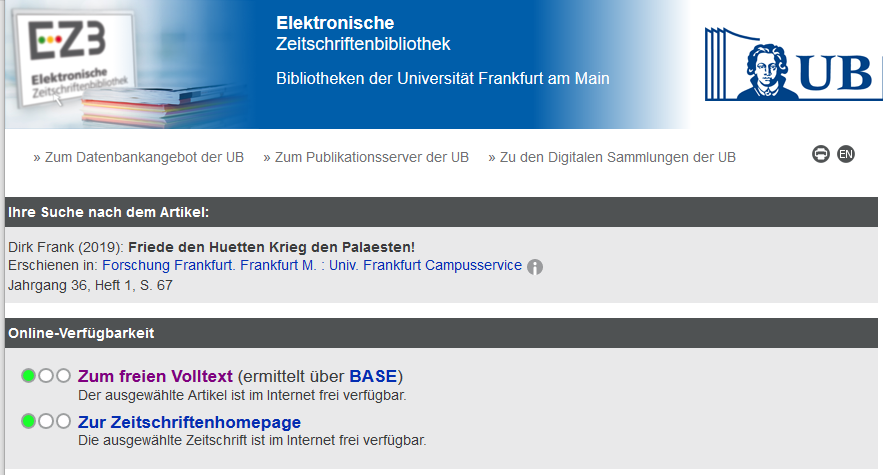 EZB
Elektronische
Zeitschriftenbibliothek
Elektronische
Zeitschriftenbibliothek
Bibliotheken der Universität Frankfurt am Main
UB
» Zum Datenbankangebot der UB » Zum Publikationsserver der UB » Zu den Digitalen Sammlungen der UB
EN
Ihre Suche nach dem Artikel:
Dirk Frank (2019): Friede den Huetten Krieg den Palaesten!
Erschienen in: Forschung Frankfurt. Frankfurt M. : Univ. Frankfurt Campusservice i
Jahrgang 36, Heft 1, S. 67
Online-Verfügbarkeit
Zum freien Volltext (ermittelt über BASE)
Der ausgewählte Artikel ist im Internet frei verfügbar.
Zur Zeitschriftenhomepage
Die ausgewählte Zeitschrift ist im Internet frei verfügbar.